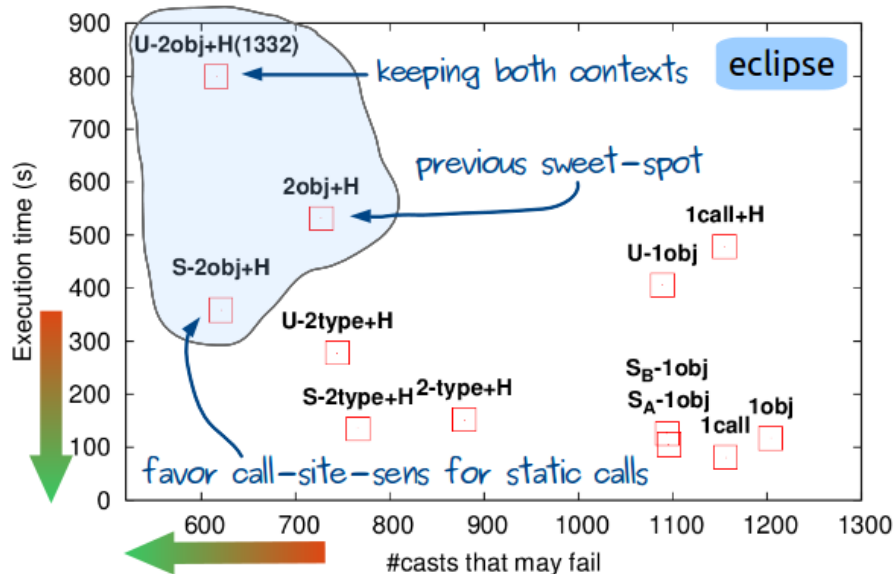 900
800
700
600
500
400
300
200
100
0
Execution time (s)
U-2obj+H(1332)
keeping both contexts
eclipse
previous sweet-spot
2obj+H
1call+H
U-1obj
S-2obj+H
U-2type+H
S-2type+H
2-type+H
S_B-1obj
S_A-1obj
1call
1obj
favor call-site-sens for static calls
600 700 800 900 1000 1100 1200 1300
#casts that may fail